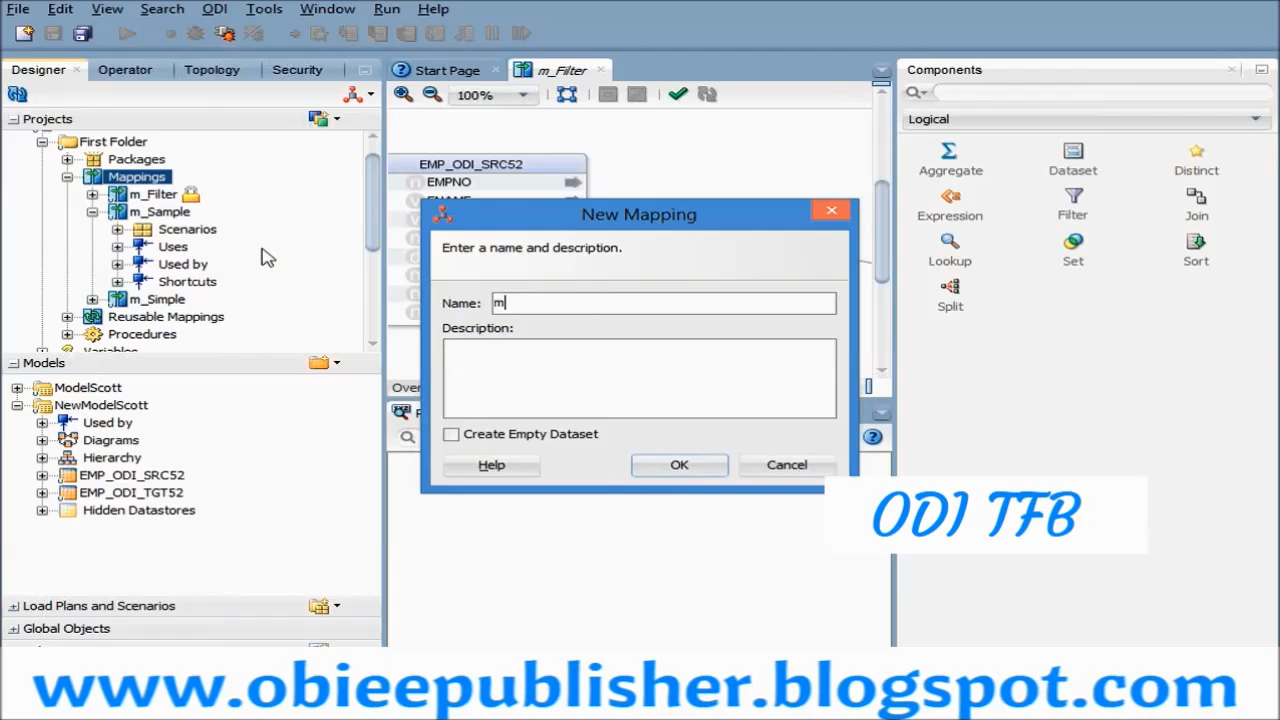 File Edit View Search ODI Tools Window Run Help
Designer Operator Topology Security
Start Page m_Filter
Components
100%
Logical
Projects
First Folder
Packages
Mappings
m_Filter
m_Sample
Scenarios
Uses
Used by
Shortcuts
m_Simple
Reusable Mappings
Procedures
Variables
Models
ModelScott
NewModelScott
Used by
Diagrams
Hierarchy
EMP_ODI_SRC52
EMP_ODI_TGT52
Hidden Datastores
Load Plans and Scenarios
Global Objects
EMP_ODI_SRC52
EMPNO
ENAME
Over
New Mapping
Enter a name and description.
Name: m
Description:
Create Empty Dataset
Help OK Cancel
Aggregate Dataset Distinct
Expression Filter Join
Lookup Set Sort
Split
ODI TFB
www.obieepublisher.blogspot.com